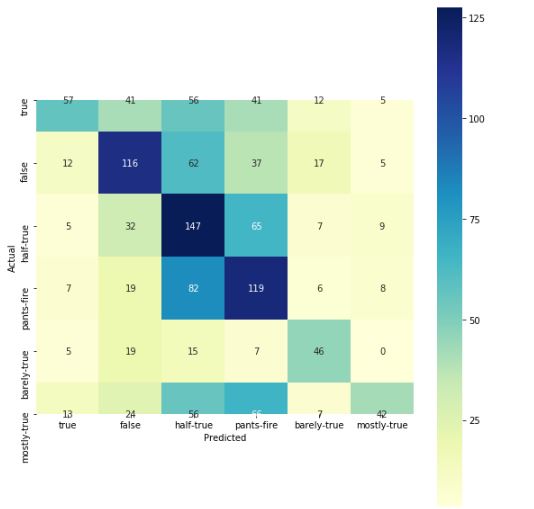 125
100
75
50
25
Actual
true 57 41 56 41 12 5
false 12 116 62 37 17 5
half-true 5 32 147 65 7 9
pants-fire 7 19 82 119 6 8
barely-true 5 19 15 7 46 0
mostly-true 13 24 56 7 42
true false half-true pants-fire barely-true mostly-true
Predicted